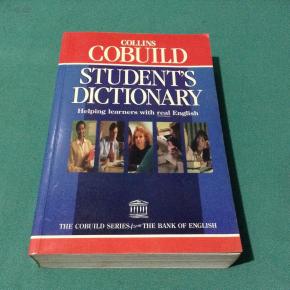 COLLINS
COBUILD
STUDENT'S
DICTIONARY
Helping learners with real English
THE COBUILD SERIES from THE BANK OF ENGLISH